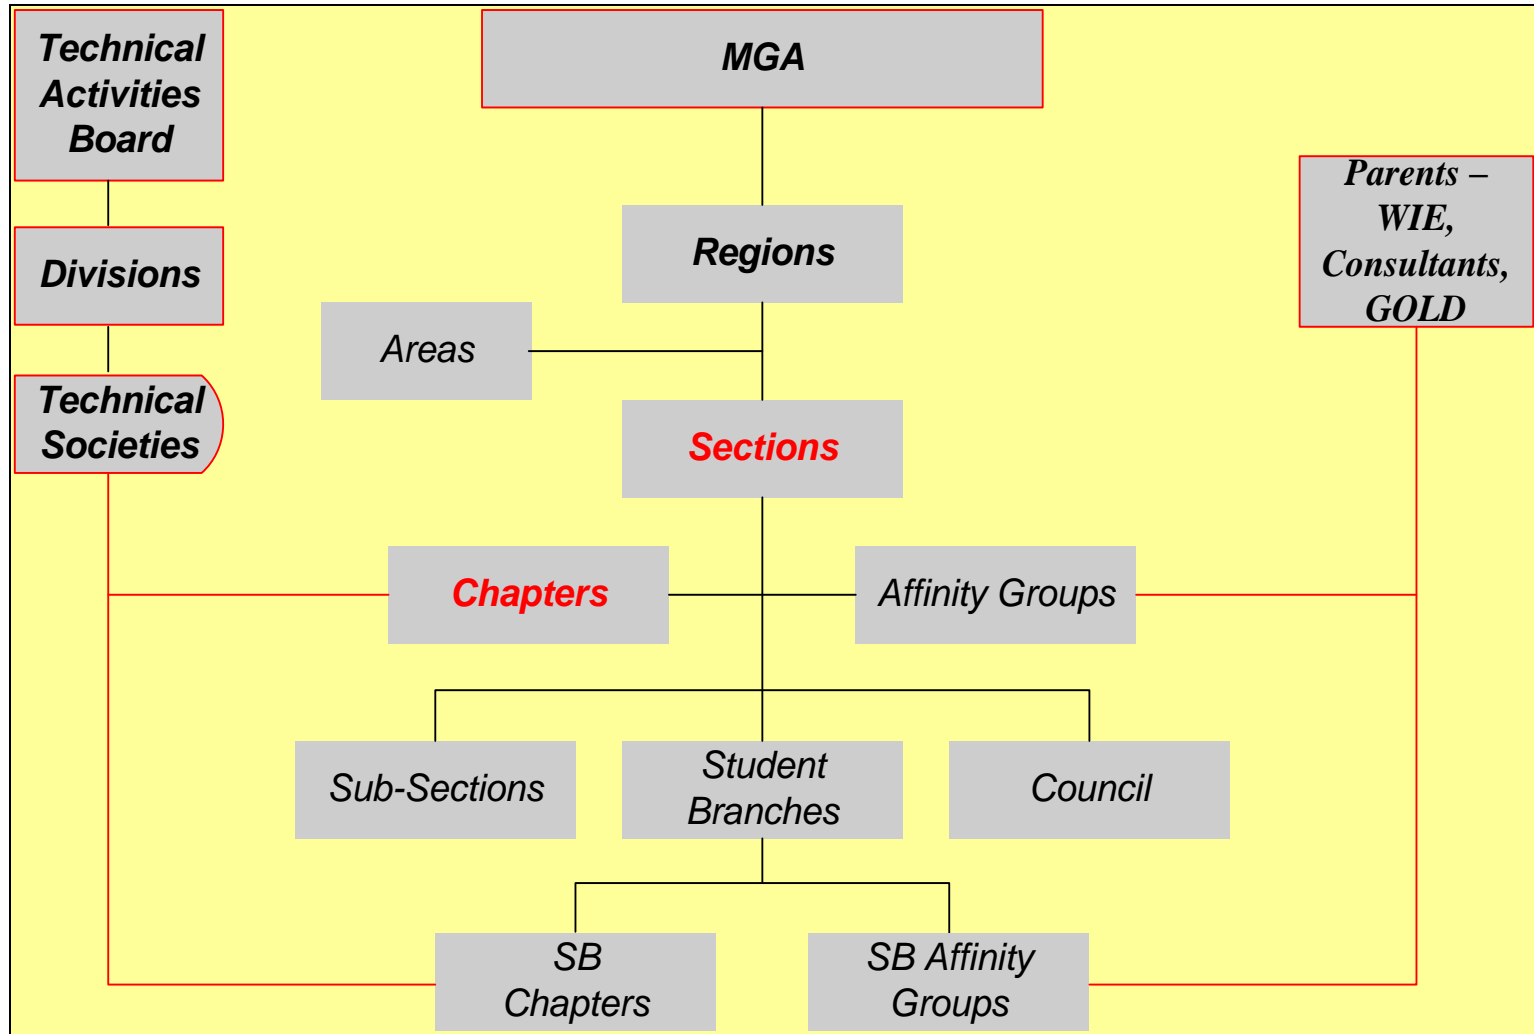 Technical
Activities
Board
MGA
Parents –
WIE,
Consultants,
GOLD
Divisions
Regions
Areas
Technical
Societies
Sections
Chapters
Affinity Groups
Sub-Sections
Student
Branches
Council
SB
Chapters
SB Affinity
Groups